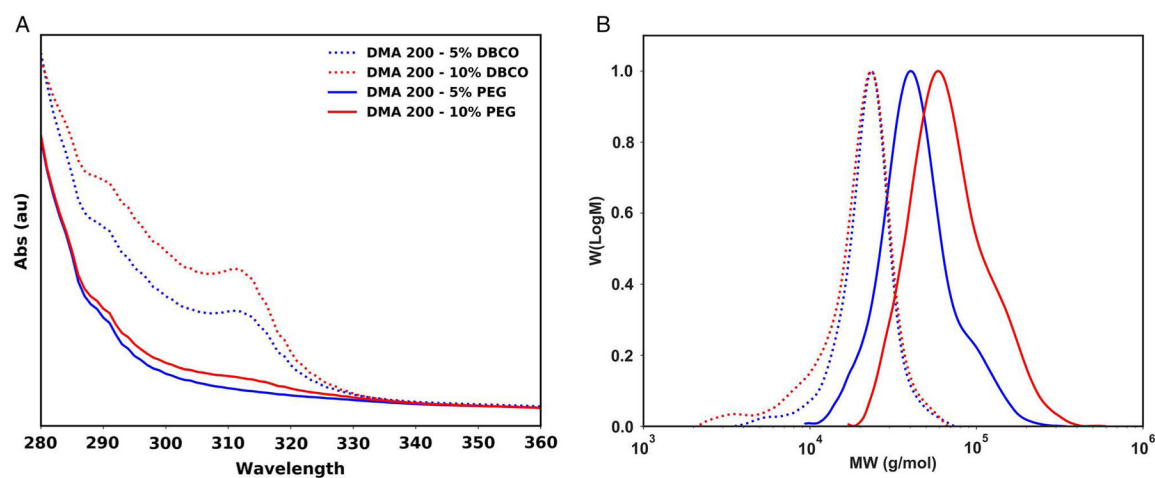 A
DMA 200 - 5% DBCO
DMA 200 - 10% DBCO
DMA 200 - 5% PEG
DMA 200 - 10% PEG
Abs (au)
280 290 300 310 320 330 340 350 360
Wavelength
B
1.0
0.8
0.6
0.4
0.2
0.0
W(LogM)
10³ 10⁴ 10⁵ 10⁶
MW (g/mol)